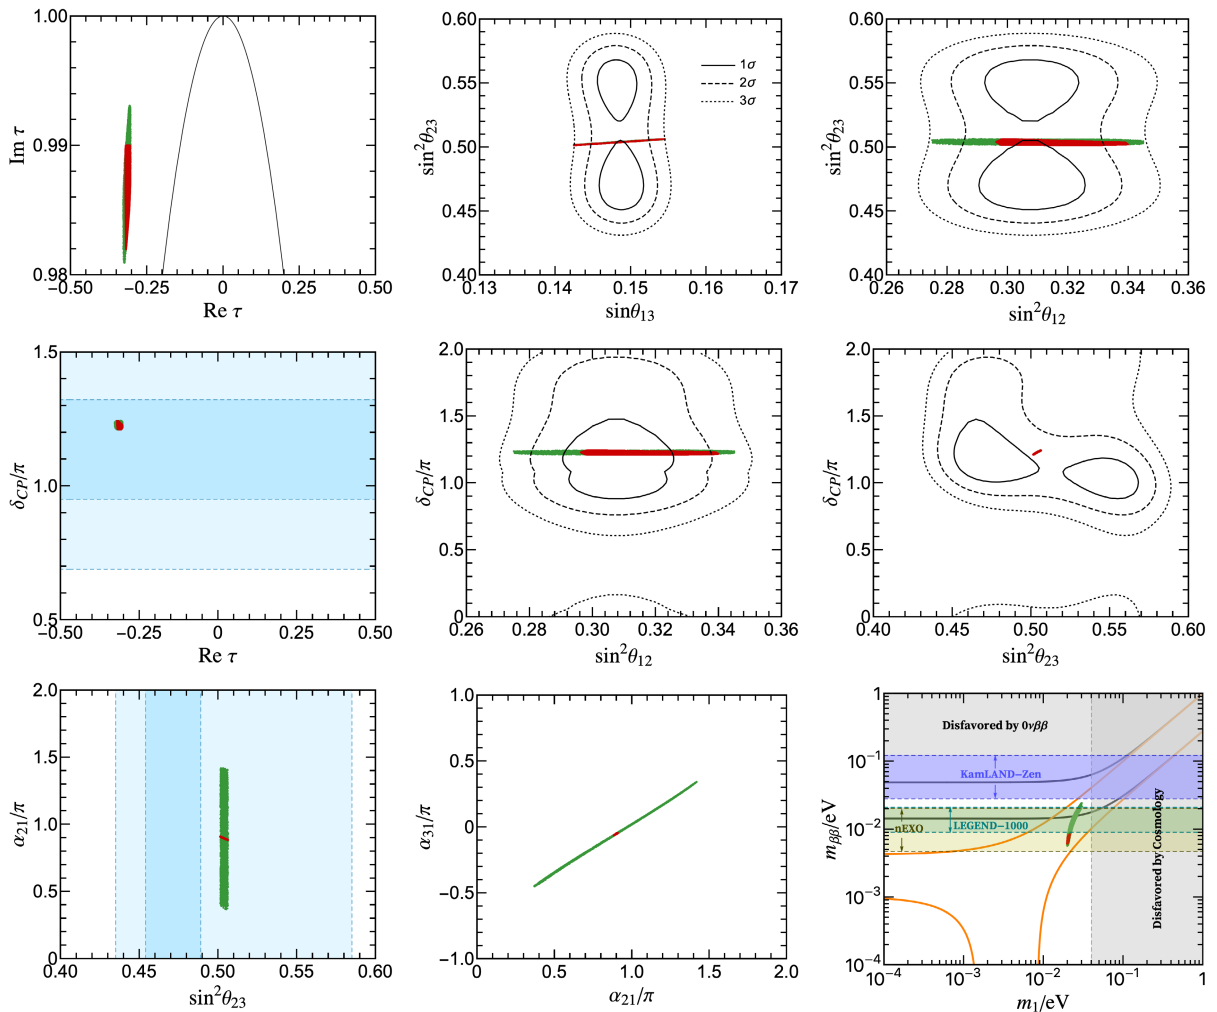 1.00
0.99
0.98
Im τ
−0.50 −0.25 0 0.25 0.50
Re τ
0.60
0.55
0.50
0.45
0.40
sin²θ23
1σ
2σ
3σ
0.13 0.14 0.15 0.16 0.17
sinθ13
0.60
0.55
0.50
0.45
0.40
sin²θ23
0.26 0.28 0.30 0.32 0.34 0.36
sin²θ12
1.5
1.0
0.5
δCP/π
−0.50 −0.25 0 0.25 0.50
Re τ
2.0
1.5
1.0
0.5
0
δCP/π
0.26 0.28 0.30 0.32 0.34 0.36
sin²θ12
2.0
1.5
1.0
0.5
0
δCP/π
0.40 0.45 0.50 0.55 0.60
sin²θ23
2.0
1.5
1.0
0.5
0
α21/π
0.40 0.45 0.50 0.55 0.60
sin²θ23
1.0
0.5
0
−0.5
−1.0
α31/π
0 0.5 1.0 1.5 2.0
α21/π
1
10⁻¹
10⁻²
10⁻³
10⁻⁴
mββ/eV
Disfavored by 0νββ
KamLAND−Zen
LEGEND−1000
nEXO
Disfavored by Cosmology
10⁻⁴ 10⁻³ 10⁻² 10⁻¹ 1
m1/eV